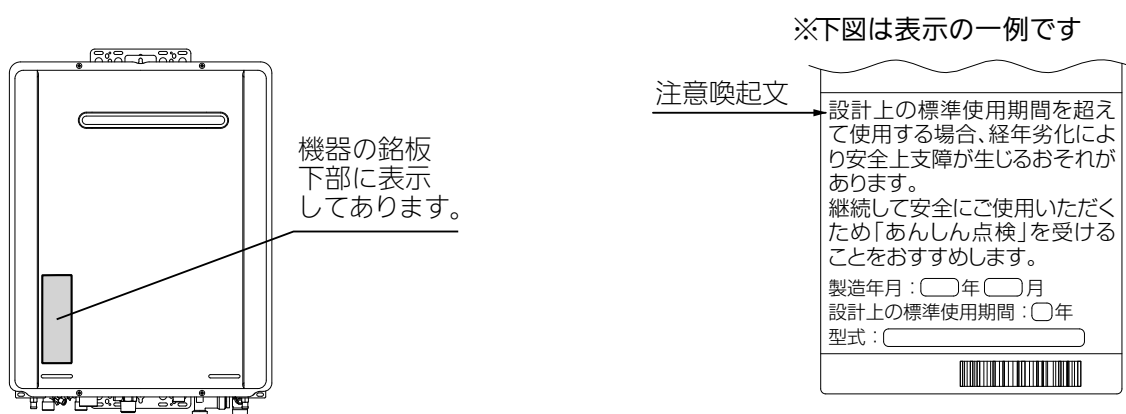 ※下図は表示の一例です
注意喚起文
機器の銘板
下部に表示
してあります。
設計上の標準使用期間を超え
て使用する場合、経年劣化によ
り安全上支障が生じるおそれが
あります。
継続して安全にご使用いただく
ため「あんしん点検」を受ける
ことをおすすめします。
製造年月：年月
設計上の標準使用期間：年
型式：